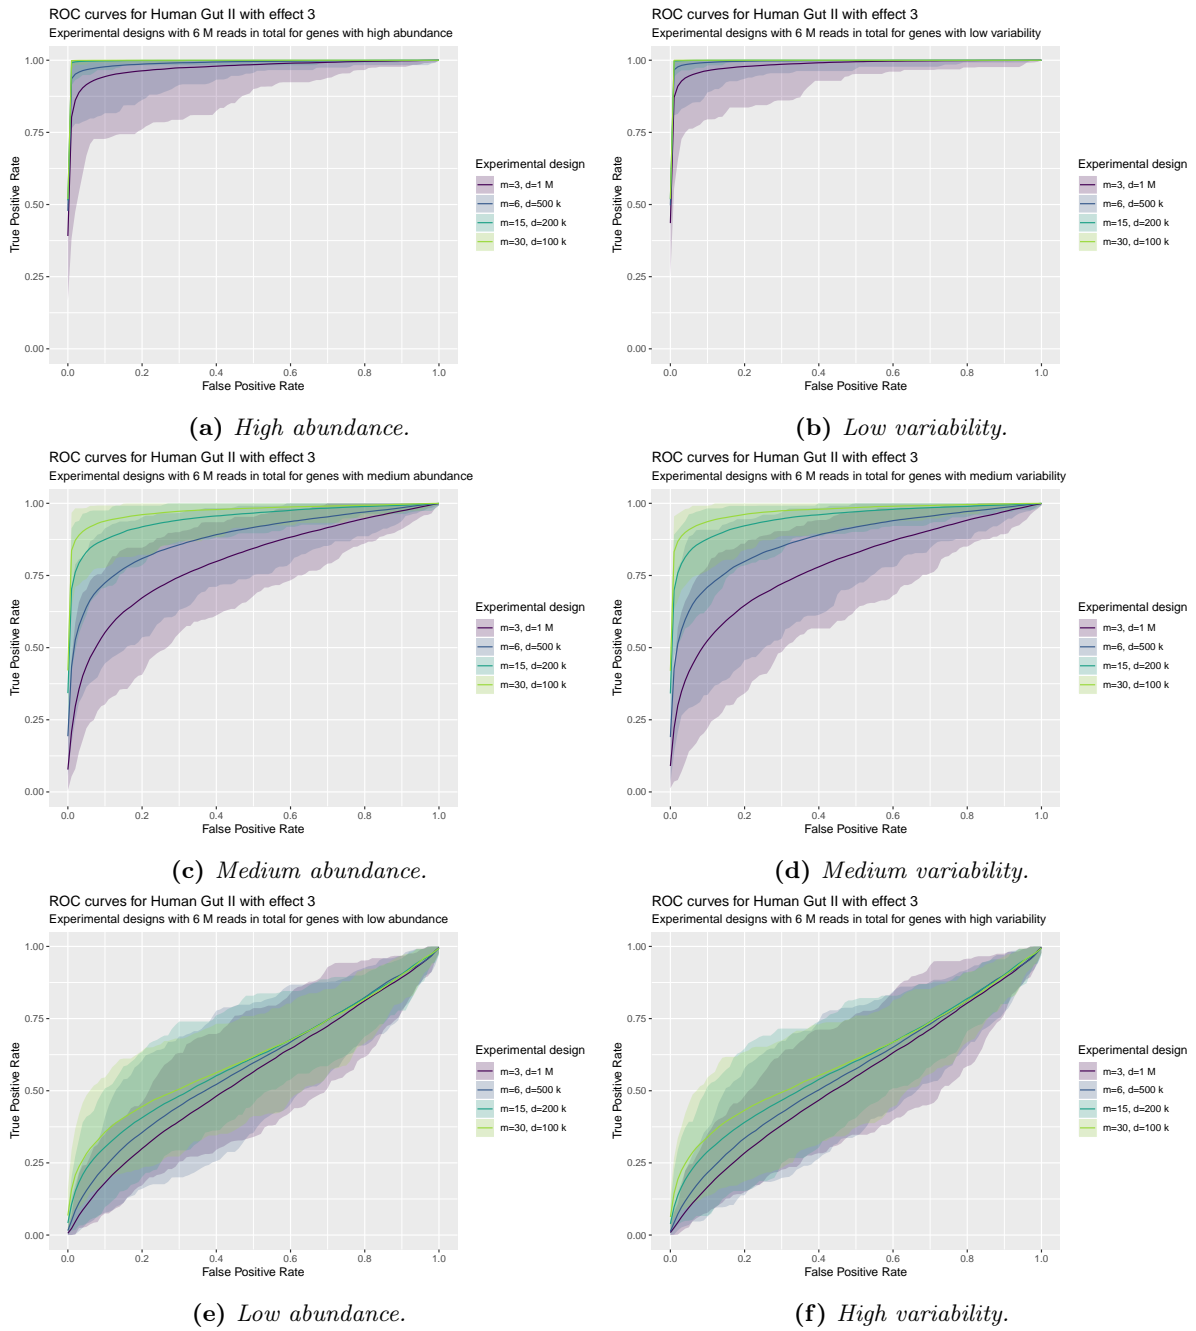 ROC curves for Human Gut II with effect 3
Experimental designs with 6 M reads in total for genes with high abundance
True Positive Rate
1.00
0.75
0.50
0.25
0.00
0.0 0.2 0.4 0.6 0.8 1.0
False Positive Rate
Experimental design
m=3, d=1 M
m=6, d=500 k
m=15, d=200 k
m=30, d=100 k
(a) High abundance.
ROC curves for Human Gut II with effect 3
Experimental designs with 6 M reads in total for genes with low variability
True Positive Rate
1.00
0.75
0.50
0.25
0.00
0.0 0.2 0.4 0.6 0.8 1.0
False Positive Rate
Experimental design
m=3, d=1 M
m=6, d=500 k
m=15, d=200 k
m=30, d=100 k
(b) Low variability.
ROC curves for Human Gut II with effect 3
Experimental designs with 6 M reads in total for genes with medium abundance
True Positive Rate
1.00
0.75
0.50
0.25
0.00
0.0 0.2 0.4 0.6 0.8 1.0
False Positive Rate
Experimental design
m=3, d=1 M
m=6, d=500 k
m=15, d=200 k
m=30, d=100 k
(c) Medium abundance.
ROC curves for Human Gut II with effect 3
Experimental designs with 6 M reads in total for genes with medium variability
True Positive Rate
1.00
0.75
0.50
0.25
0.00
0.0 0.2 0.4 0.6 0.8 1.0
False Positive Rate
Experimental design
m=3, d=1 M
m=6, d=500 k
m=15, d=200 k
m=30, d=100 k
(d) Medium variability.
ROC curves for Human Gut II with effect 3
Experimental designs with 6 M reads in total for genes with low abundance
True Positive Rate
1.00
0.75
0.50
0.25
0.00
0.0 0.2 0.4 0.6 0.8 1.0
False Positive Rate
Experimental design
m=3, d=1 M
m=6, d=500 k
m=15, d=200 k
m=30, d=100 k
(e) Low abundance.
ROC curves for Human Gut II with effect 3
Experimental designs with 6 M reads in total for genes with high variability
True Positive Rate
1.00
0.75
0.50
0.25
0.00
0.0 0.2 0.4 0.6 0.8 1.0
False Positive Rate
Experimental design
m=3, d=1 M
m=6, d=500 k
m=15, d=200 k
m=30, d=100 k
(f) High variability.